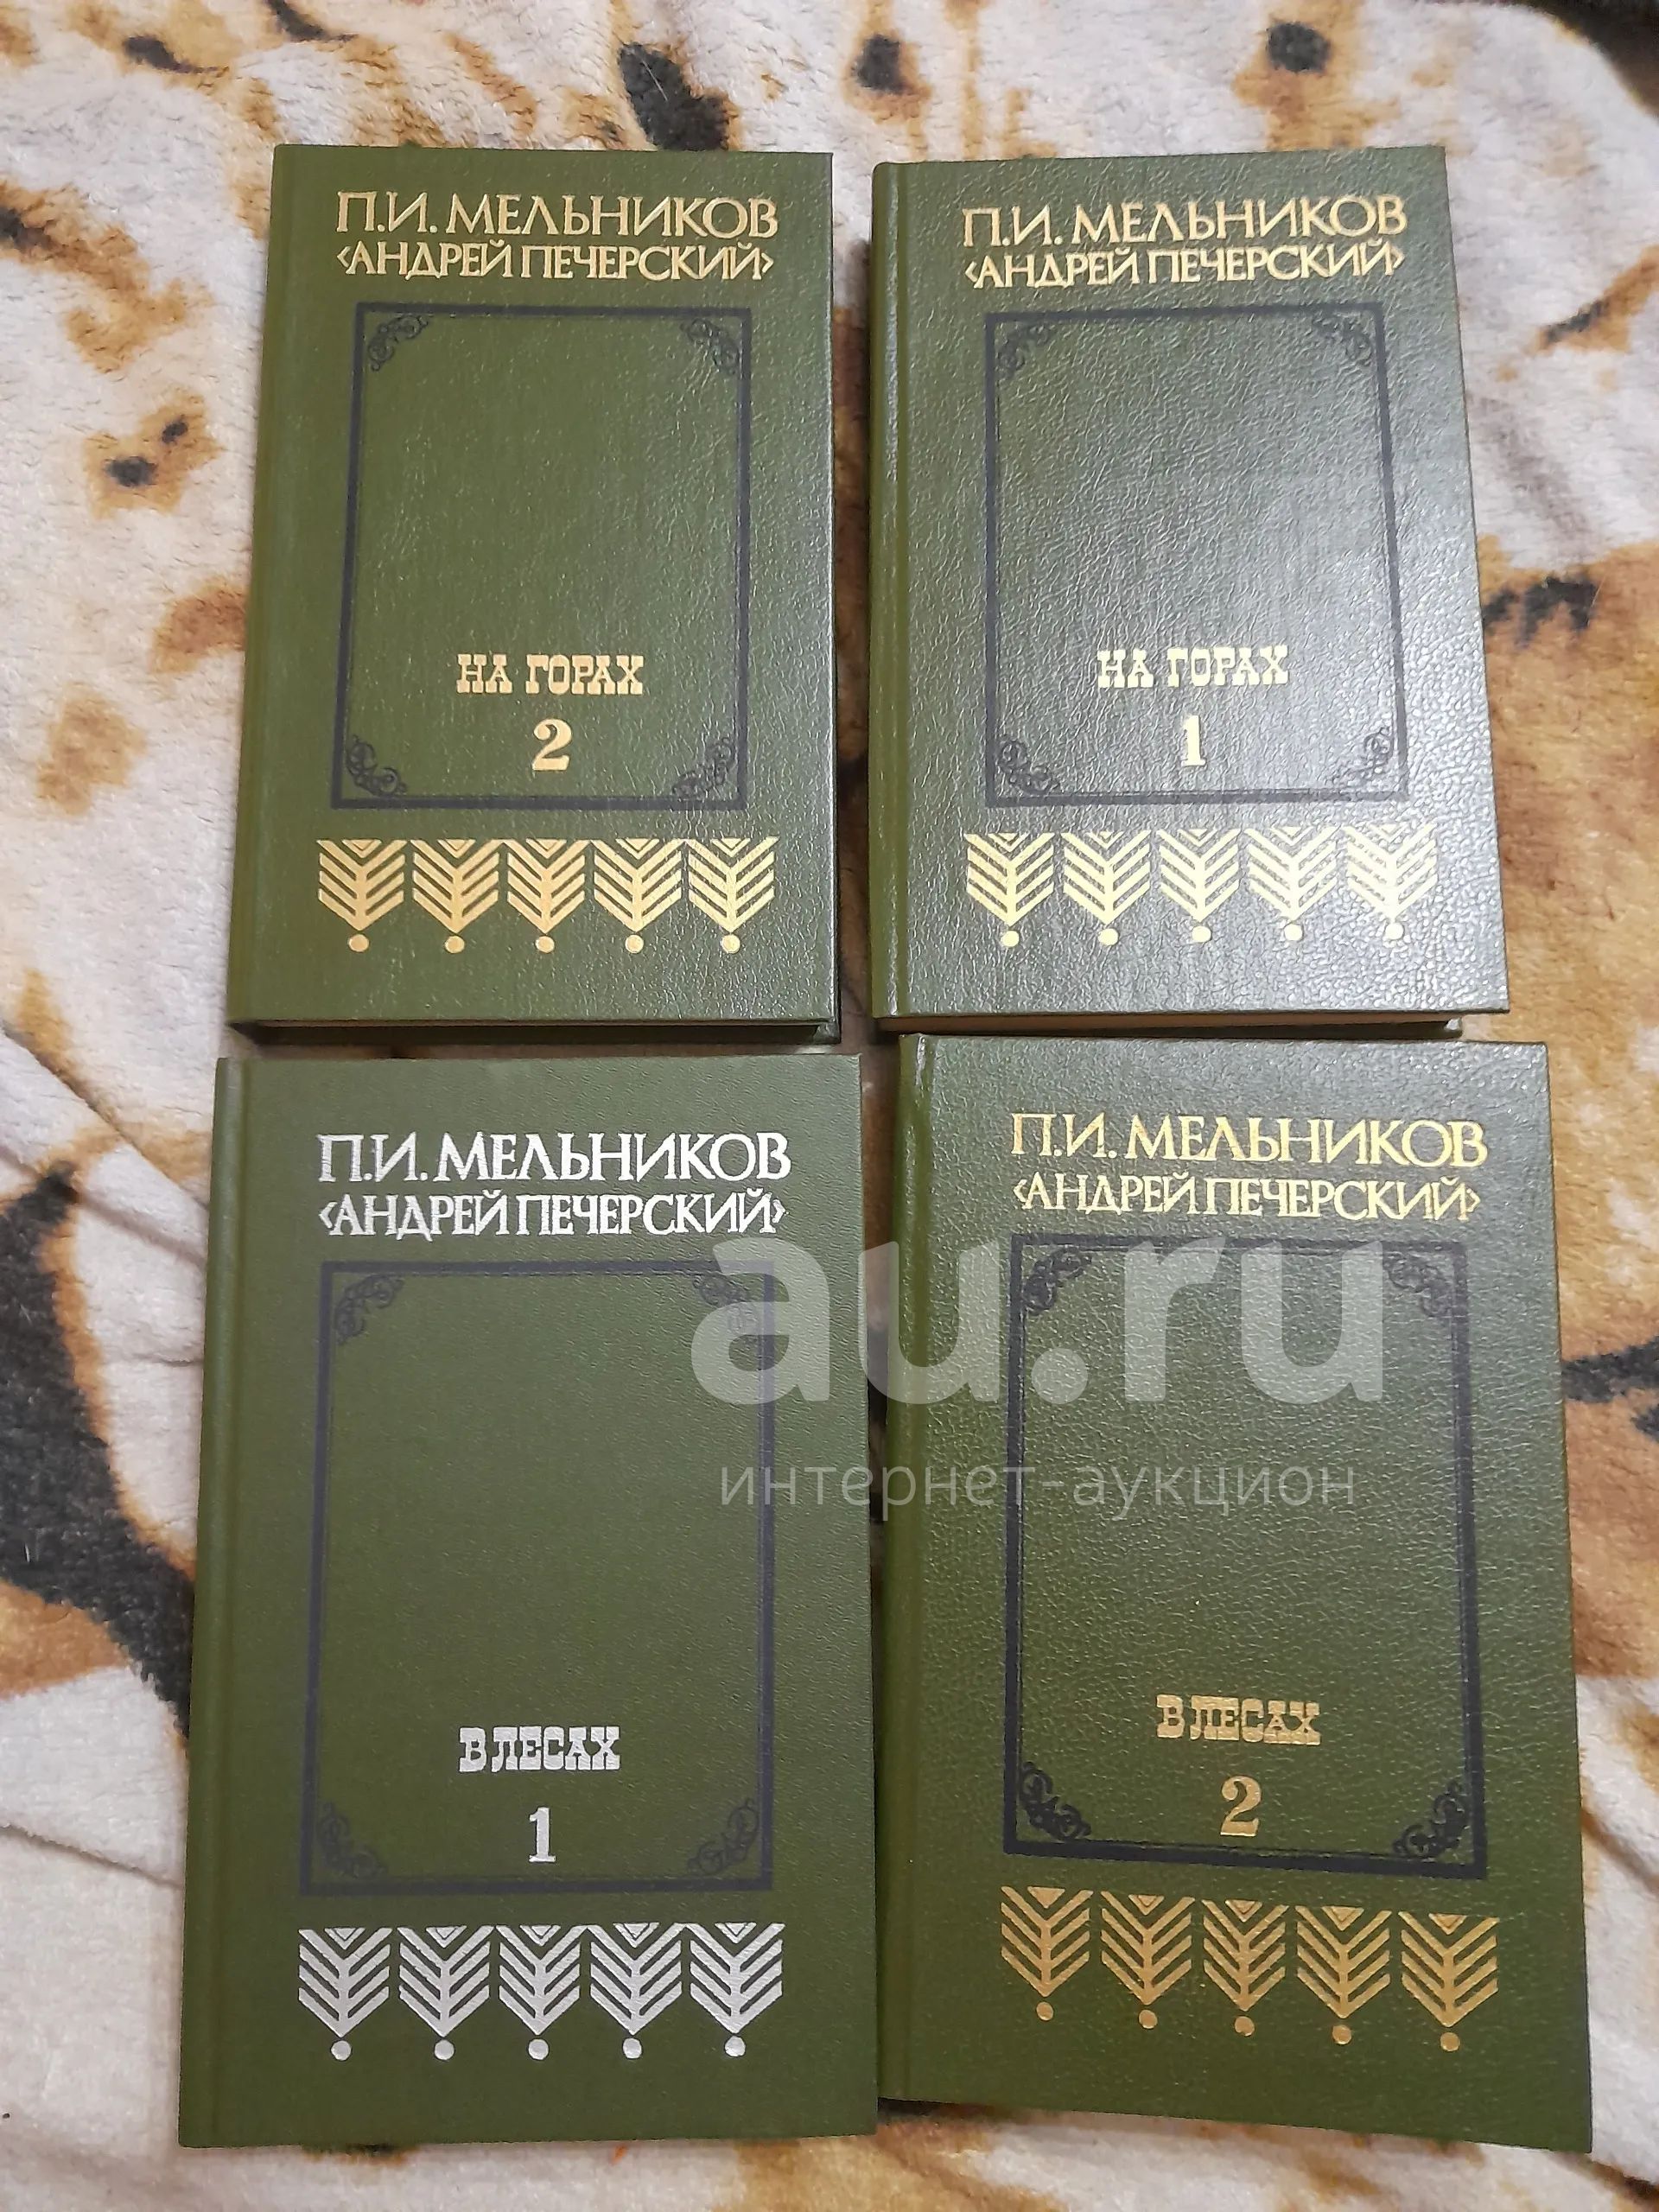 П.И. МЕЛЬНИКОВ
‹АНДРЕЙ ПЕЧЕРСКИЙ›
НА ГОРАХ
2
П.И. МЕЛЬНИКОВ
‹АНДРЕЙ ПЕЧЕРСКИЙ›
НА ГОРАХ
1
П.И. МЕЛЬНИКОВ
‹АНДРЕЙ ПЕЧЕРСКИЙ›
В ЛЕСАХ
1
П.И. МЕЛЬНИКОВ
‹АНДРЕЙ ПЕЧЕРСКИЙ›
В ЛЕСАХ
2
au.ru
интернет-аукцион